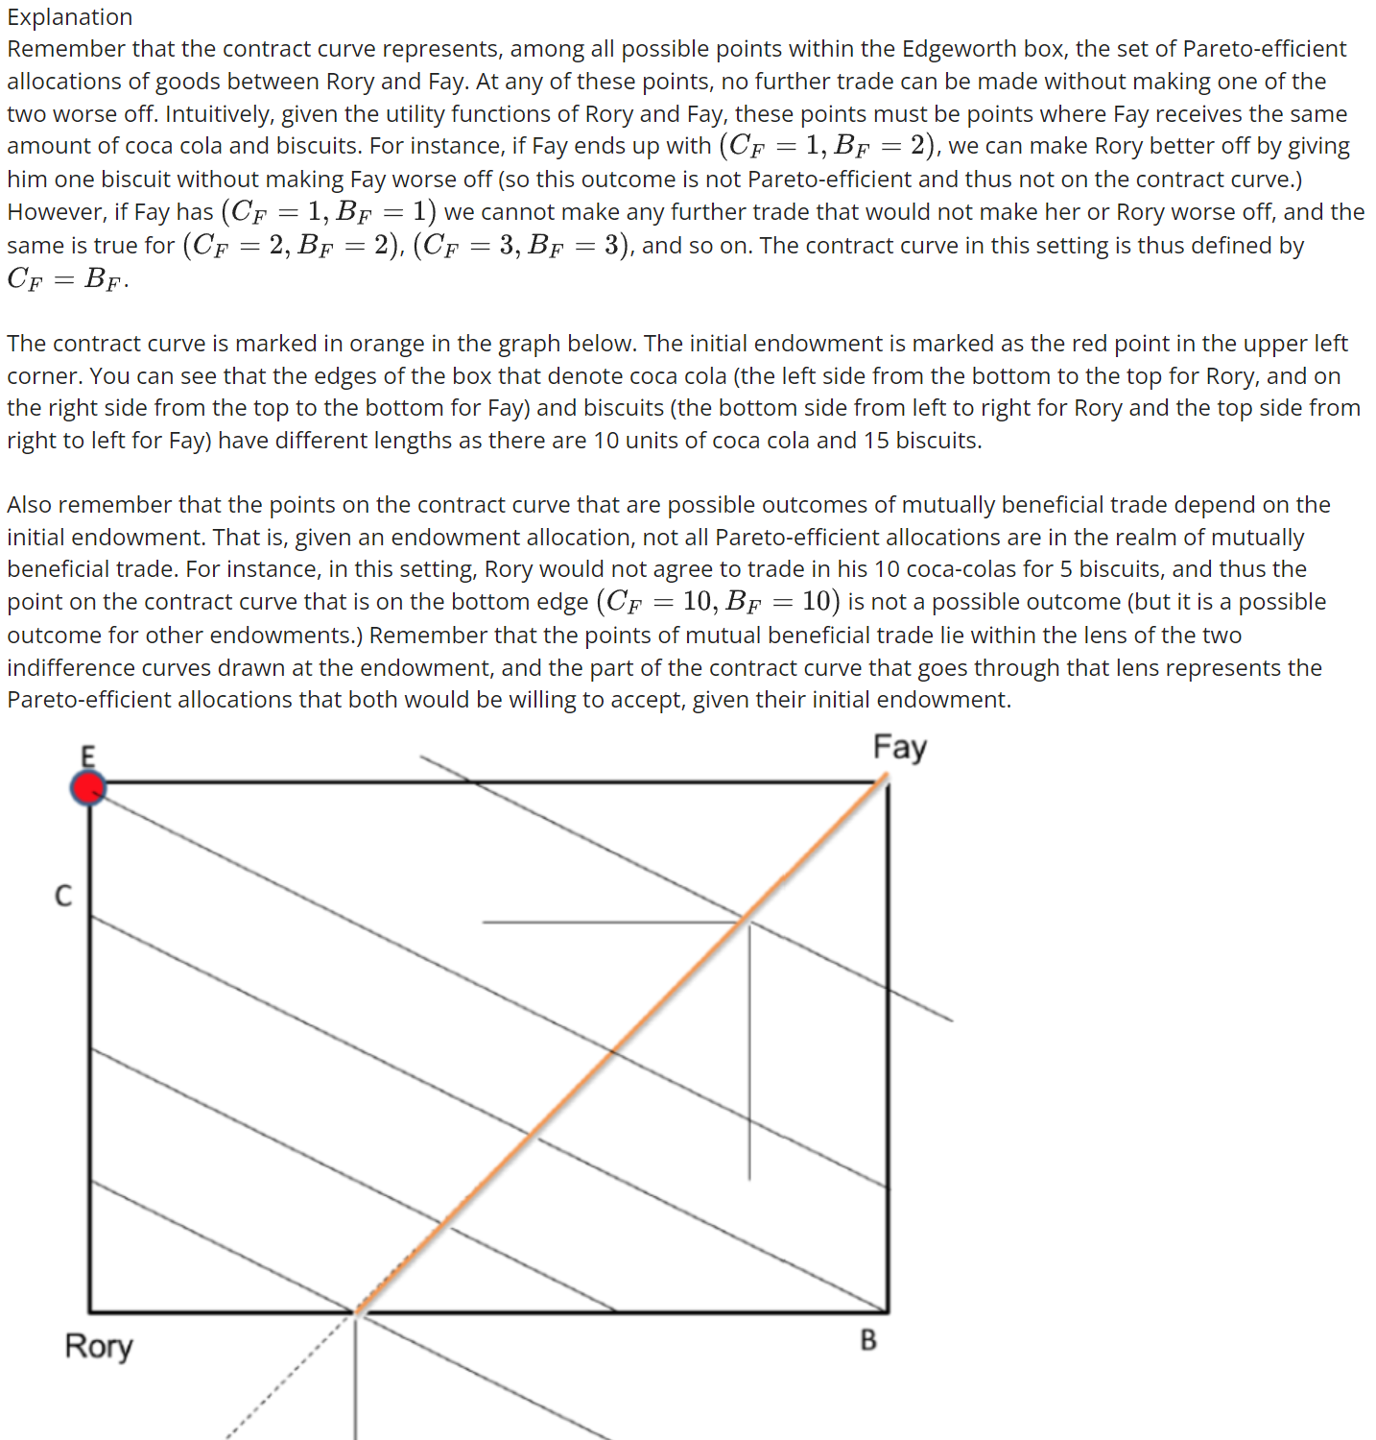 Explanation
Remember that the contract curve represents, among all possible points within the Edgeworth box, the set of Pareto-efficient
allocations of goods between Rory and Fay. At any of these points, no further trade can be made without making one of the
two worse off. Intuitively, given the utility functions of Rory and Fay, these points must be points where Fay receives the same
amount of coca cola and biscuits. For instance, if Fay ends up with (C_F = 1, B_F = 2), we can make Rory better off by giving
him one biscuit without making Fay worse off (so this outcome is not Pareto-efficient and thus not on the contract curve.)
However, if Fay has (C_F = 1, B_F = 1) we cannot make any further trade that would not make her or Rory worse off, and the
same is true for (C_F = 2, B_F = 2), (C_F = 3, B_F = 3), and so on. The contract curve in this setting is thus defined by
C_F = B_F.
The contract curve is marked in orange in the graph below. The initial endowment is marked as the red point in the upper left
corner. You can see that the edges of the box that denote coca cola (the left side from the bottom to the top for Rory, and on
the right side from the top to the bottom for Fay) and biscuits (the bottom side from left to right for Rory and the top side from
right to left for Fay) have different lengths as there are 10 units of coca cola and 15 biscuits.
Also remember that the points on the contract curve that are possible outcomes of mutually beneficial trade depend on the
initial endowment. That is, given an endowment allocation, not all Pareto-efficient allocations are in the realm of mutually
beneficial trade. For instance, in this setting, Rory would not agree to trade in his 10 coca-colas for 5 biscuits, and thus the
point on the contract curve that is on the bottom edge (C_F = 10, B_F = 10) is not a possible outcome (but it is a possible
outcome for other endowments.) Remember that the points of mutual beneficial trade lie within the lens of the two
indifference curves drawn at the endowment, and the part of the contract curve that goes through that lens represents the
Pareto-efficient allocations that both would be willing to accept, given their initial endowment.
E
Fay
C
Rory
B